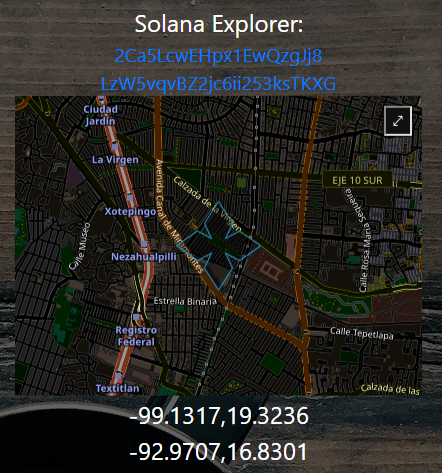 Solana Explorer:
2Ca5LcwEHpx1EwQzgJj8
LzW5vqvBZ2jc6ii253ksTKXG
Ciudad
Jardín
La Virgen
Avenida Canal de Miramontes
Calzada de la Virgen
EJE 10 SUR
Xotepingo
Calle Museo
Calle Rosa María Sequeira
Nezahualpilli
Estrella Binaria
Registro
Federal
Calle Tepetlapa
Textitlan
Calzada de las
-99.1317,19.3236
-92.9707,16.8301